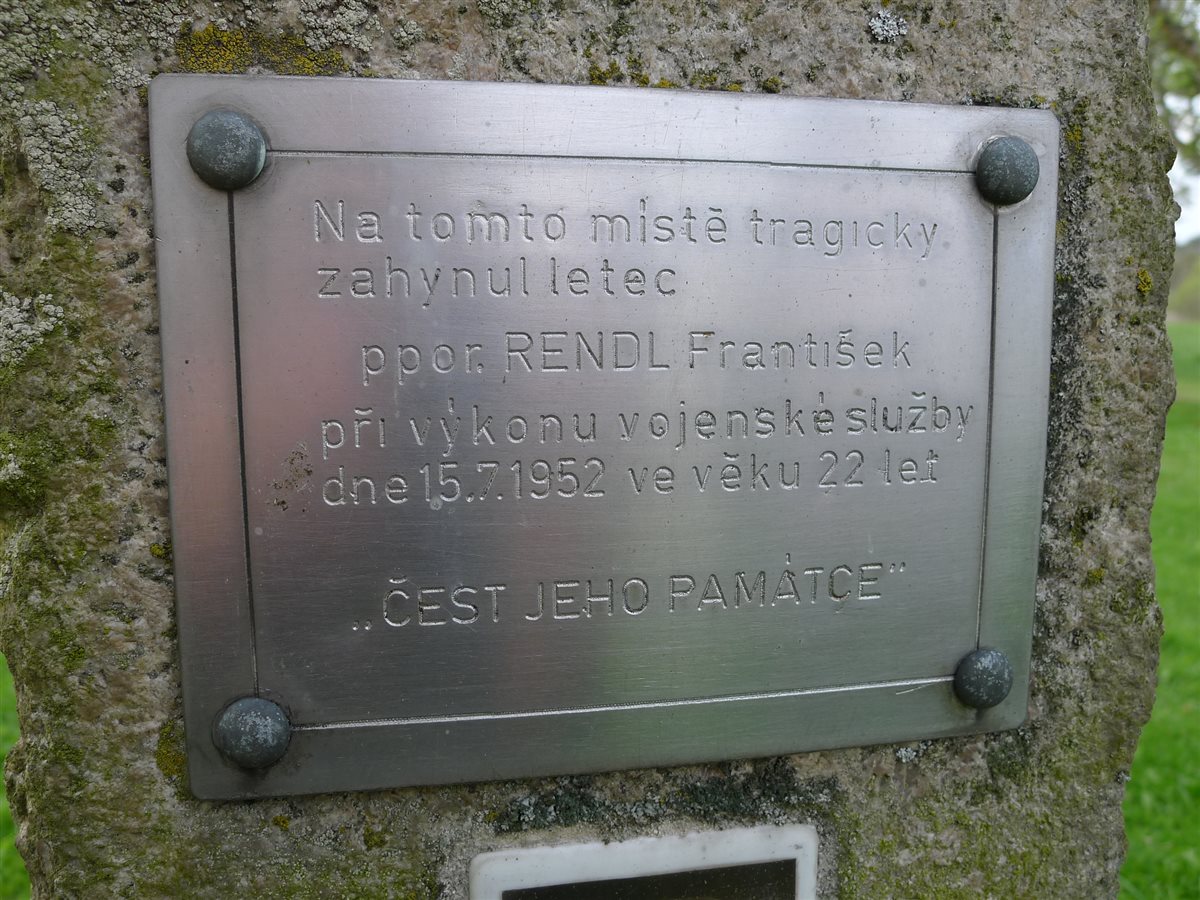 Na tomto místě tragicky
zahynul letec
ppor. RENDL František
při výkonu vojenské služby
dne 15.7.1952 ve věku 22 let
„ČEST JEHO PAMÁTCE"